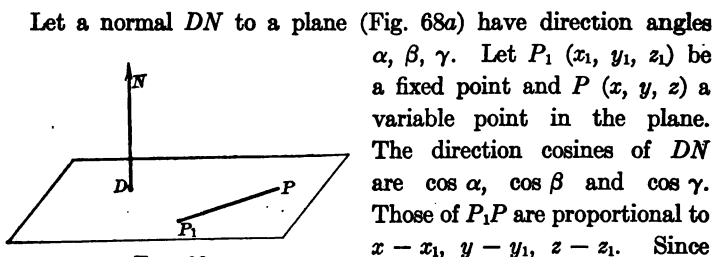 Let a normal DN to a plane (Fig. 68a) have direction angles
α, β, γ. Let P₁ (x₁, y₁, z₁) be
a fixed point and P (x, y, z) a
variable point in the plane.
The direction cosines of DN
are cos α, cos β and cos γ.
Those of P₁P are proportional to
x − x₁, y − y₁, z − z₁. Since
N
D
P
P₁